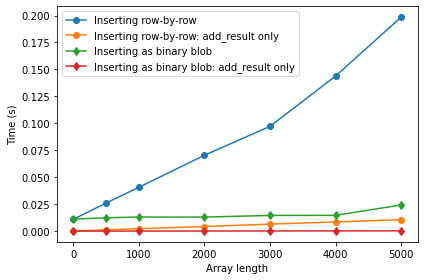 0.200
0.175
0.150
0.125
0.100
0.075
0.050
0.025
0.000
Time (s)
Inserting row-by-row
Inserting row-by-row: add_result only
Inserting as binary blob
Inserting as binary blob: add_result only
0 1000 2000 3000 4000 5000
Array length